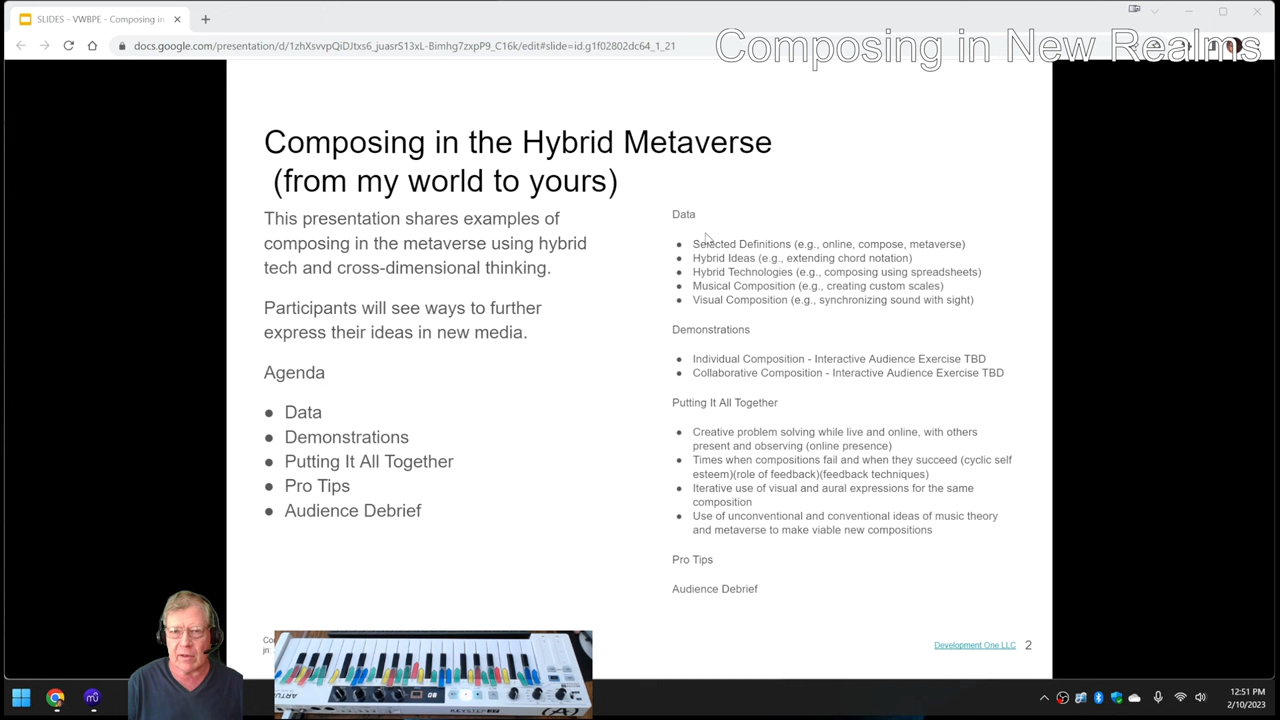 SLIDES - VWBPE - Composing in
docs.google.com/presentation/d/1zhXsvvpQiDJtxs6_juasrS13xL-Bimhg7zxpP9_C16k/edit#slide=id.g1f02802dc64_1_21
Composing in New Realms
Composing in the Hybrid Metaverse
(from my world to yours)
This presentation shares examples of
composing in the metaverse using hybrid
tech and cross-dimensional thinking.
Participants will see ways to further
express their ideas in new media.
Agenda
● Data
● Demonstrations
● Putting It All Together
● Pro Tips
● Audience Debrief
Data
● Selected Definitions (e.g., online, compose, metaverse)
● Hybrid Ideas (e.g., extending chord notation)
● Hybrid Technologies (e.g., composing using spreadsheets)
● Musical Composition (e.g., creating custom scales)
● Visual Composition (e.g., synchronizing sound with sight)
Demonstrations
● Individual Composition - Interactive Audience Exercise TBD
● Collaborative Composition - Interactive Audience Exercise TBD
Putting It All Together
● Creative problem solving while live and online, with others
present and observing (online presence)
● Times when compositions fail and when they succeed (cyclic self
esteem)(role of feedback)(feedback techniques)
● Iterative use of visual and aural expressions for the same
composition
● Use of unconventional and conventional ideas of music theory
and metaverse to make viable new compositions
Pro Tips
Audience Debrief
Development One LLC 2
12:51 PM
2/10/2023